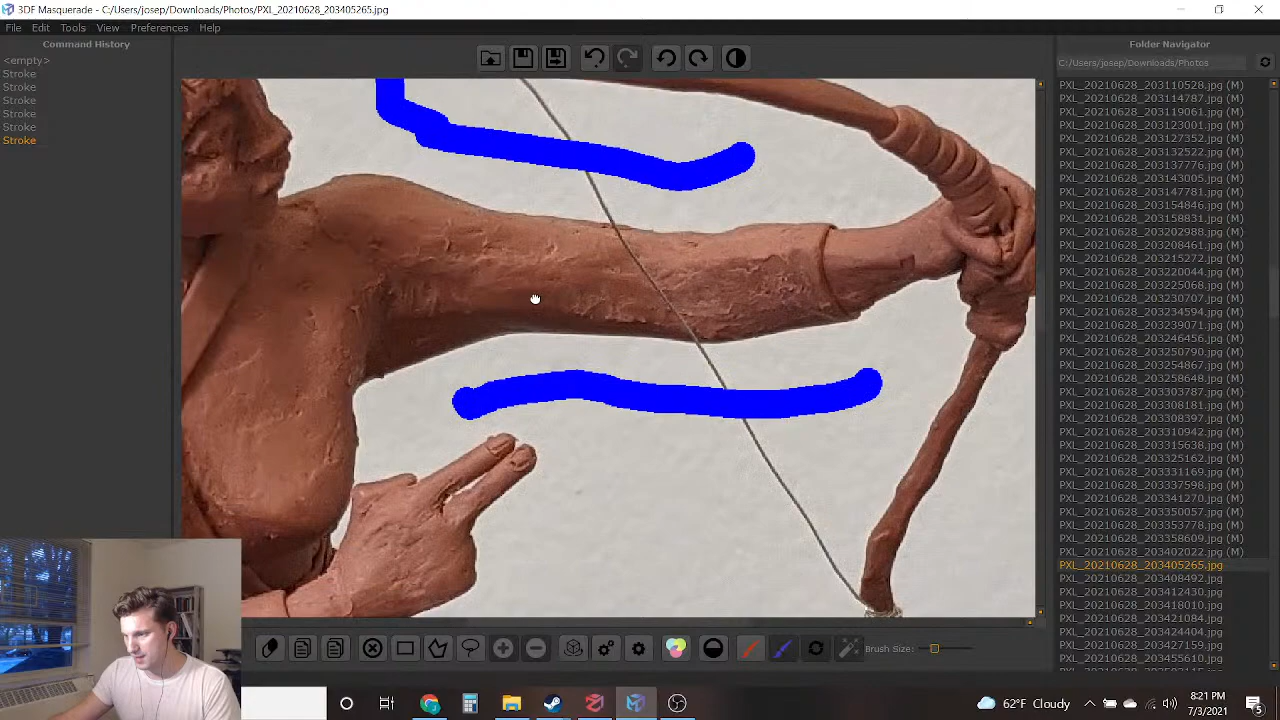 3DF Masquerade - C:/Users/josep/Downloads/Photos/PXL_20210628_203405265.jpg
File Edit Tools View Preferences Help
Command History
<empty>
Stroke
Stroke
Stroke
Stroke
Stroke
Stroke
Folder Navigator
C:/Users/josep/Downloads/Photos
PXL_20210628_203110528.jpg (M)
PXL_20210628_203114787.jpg (M)
PXL_20210628_203119061.jpg (M)
PXL_20210628_203123001.jpg (M)
PXL_20210628_203127352.jpg (M)
PXL_20210628_203132522.jpg (M)
PXL_20210628_203137776.jpg (M)
PXL_20210628_203143005.jpg (M)
PXL_20210628_203147781.jpg (M)
PXL_20210628_203154846.jpg (M)
PXL_20210628_203158831.jpg (M)
PXL_20210628_203202988.jpg (M)
PXL_20210628_203208461.jpg (M)
PXL_20210628_203215272.jpg (M)
PXL_20210628_203220044.jpg (M)
PXL_20210628_203225068.jpg (M)
PXL_20210628_203230707.jpg (M)
PXL_20210628_203234961.jpg (M)
PXL_20210628_203239071.jpg (M)
PXL_20210628_203246456.jpg (M)
PXL_20210628_203250790.jpg (M)
PXL_20210628_203254867.jpg (M)
PXL_20210628_203258648.jpg (M)
PXL_20210628_203303787.jpg (M)
PXL_20210628_203308181.jpg (M)
PXL_20210628_203308397.jpg (M)
PXL_20210628_203310942.jpg (M)
PXL_20210628_203315638.jpg (M)
PXL_20210628_203325162.jpg (M)
PXL_20210628_203331169.jpg (M)
PXL_20210628_203337598.jpg (M)
PXL_20210628_203341270.jpg (M)
PXL_20210628_203350057.jpg (M)
PXL_20210628_203353778.jpg (M)
PXL_20210628_203358609.jpg (M)
PXL_20210628_203402022.jpg (M)
PXL_20210628_203405265.jpg
PXL_20210628_203408492.jpg
PXL_20210628_203412430.jpg
PXL_20210628_203418010.jpg
PXL_20210628_203421084.jpg
PXL_20210628_203424404.jpg
PXL_20210628_203427159.jpg
PXL_20210628_203455610.jpg
Brush Size:
62°F Cloudy
8:21 PM
7/3/2021
5